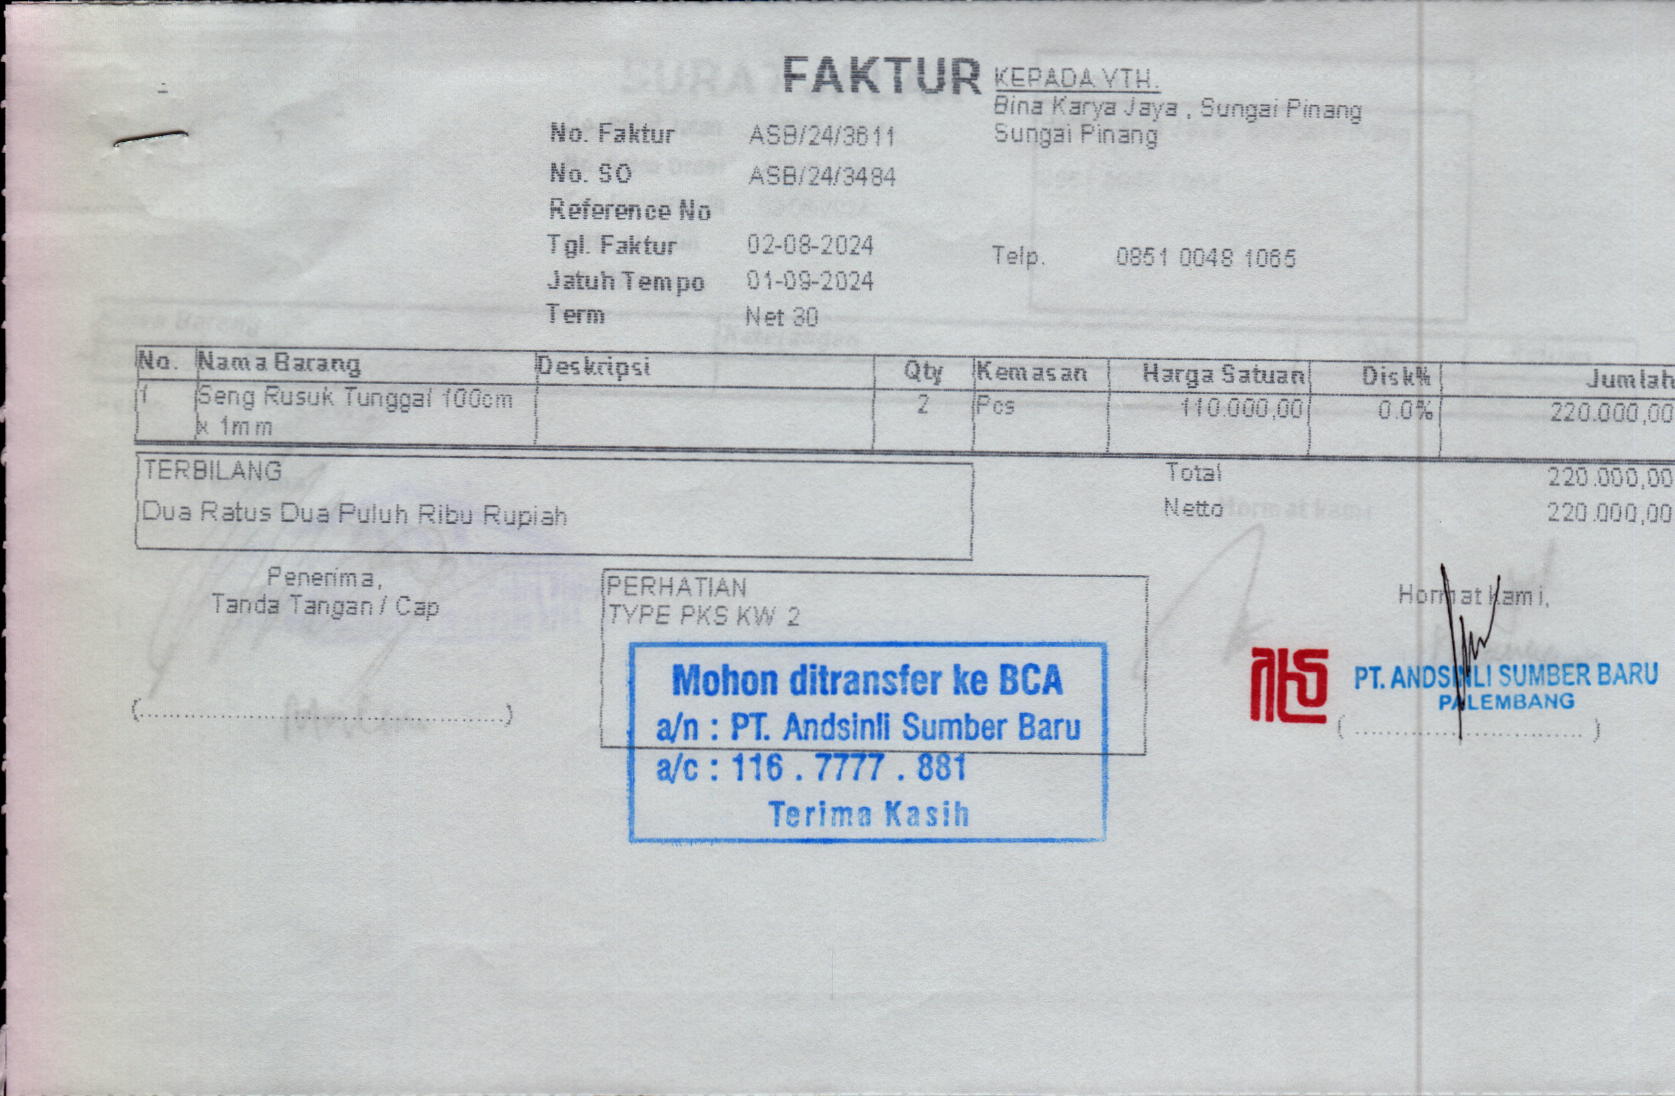 FAKTUR
KEPADA YTH.
Bina Karya Jaya , Sungai Pinang
Sungai Pinang
No. Faktur ASB/24/3611
No. SO ASB/24/3484
Reference No
Tgl. Faktur 02-08-2024
Telp. 0851 0048 1065
Jatuh Tempo 01-09-2024
Term Net 30
No. Nama Barang Deskripsi Qty Kemasan Harga Satuan Disk% Jumlah
1 Seng Rusuk Tunggal 100cm 2 Pcs 110.000,00 0.0% 220.000,00
x 1mm
TERBILANG
Dua Ratus Dua Puluh Ribu Rupiah
Total 220.000,00
Netto 220.000,00
Penerima,
Tanda Tangan / Cap
(..................................................)
PERHATIAN
TYPE PKS KW 2
Mohon ditransfer ke BCA
a/n : PT. Andsinli Sumber Baru
a/c : 116 . 7777 . 881
Terima Kasih
Hormat Kami,
PT. ANDSINLI SUMBER BARU
PALEMBANG
( ................................ )